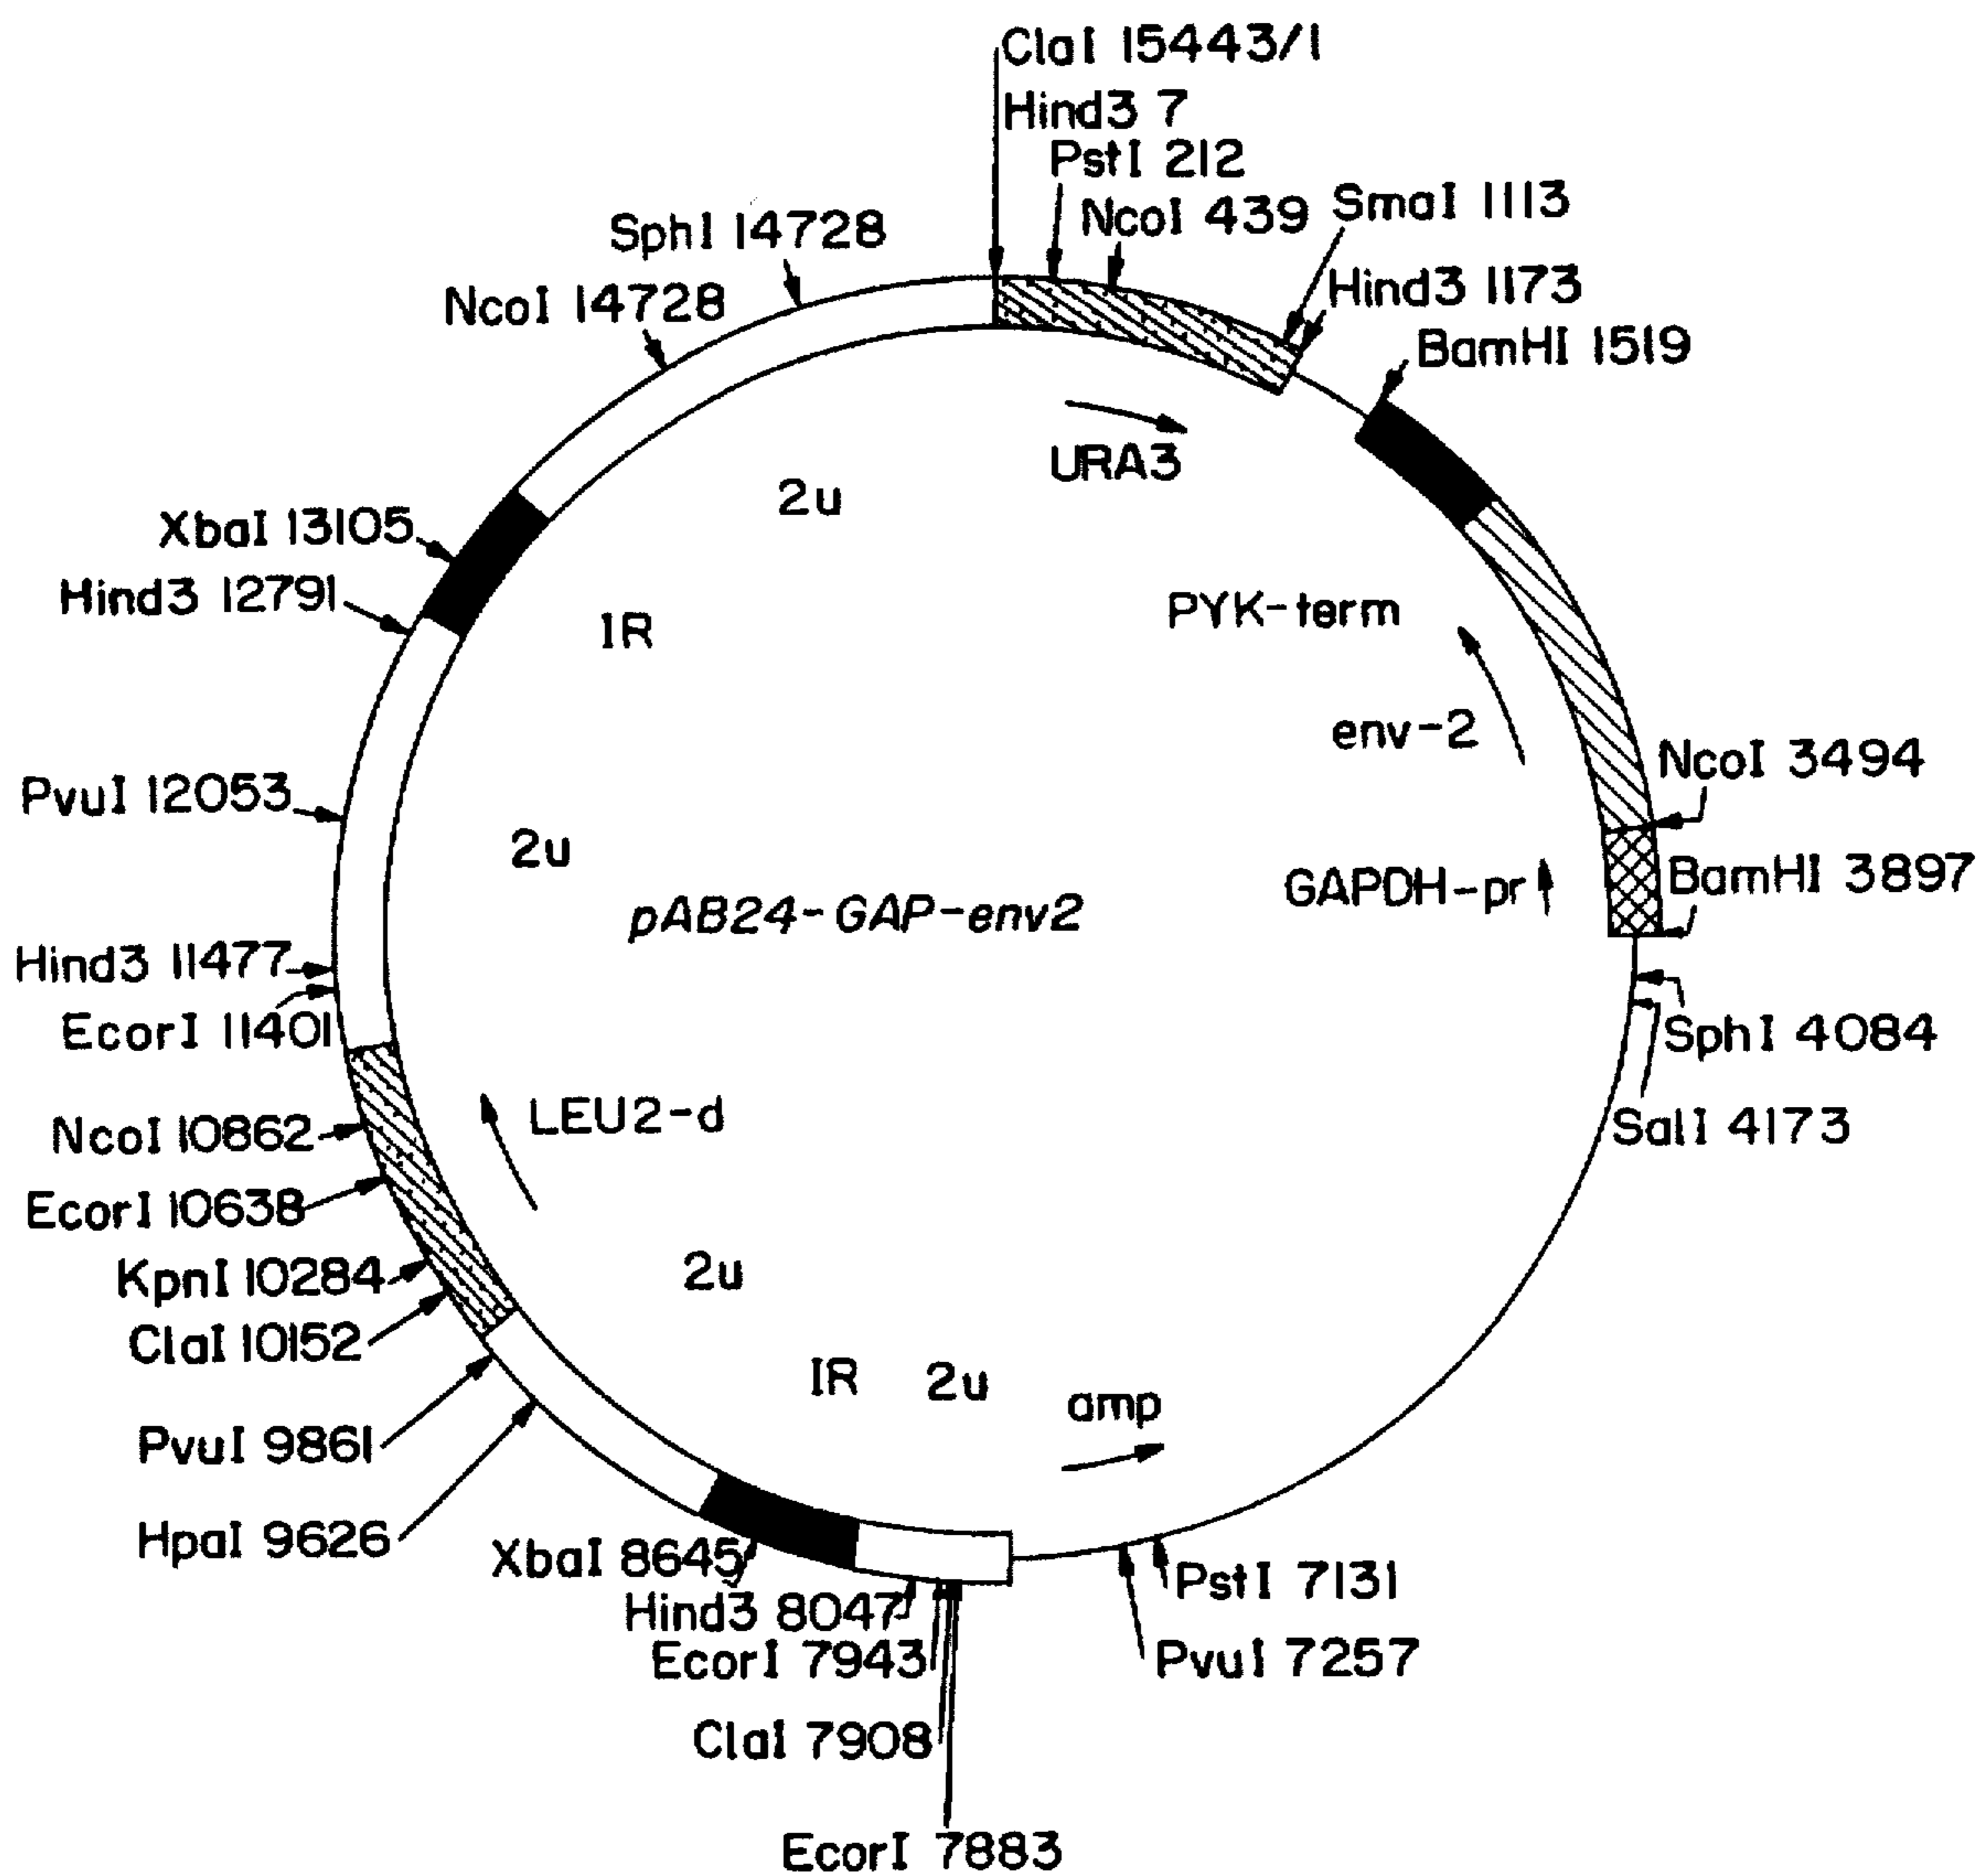 ClaI 15443/1
Hind3 7
PstI 212
NcoI 439
SmaI 1113
Hind3 1173
BamHI 1519
SphI 14728
NcoI 14728
URA3
2u
XbaI 13105
Hind3 12791
IR
PYK-term
env-2
NcoI 3494
PvuI 12053
2u
GAPDH-pr
BamHI 3897
pAB24-GAP-env2
Hind3 11477
EcorI 11401
SphI 4084
SalI 4173
NcoI 10862
LEU2-d
EcorI 10638
KpnI 10284
2u
ClaI 10152
IR
2u
amp
PvuI 9861
HpaI 9626
XbaI 8645
Hind3 8047
EcorI 7943
ClaI 7908
EcorI 7883
PstI 7131
PvuI 7257